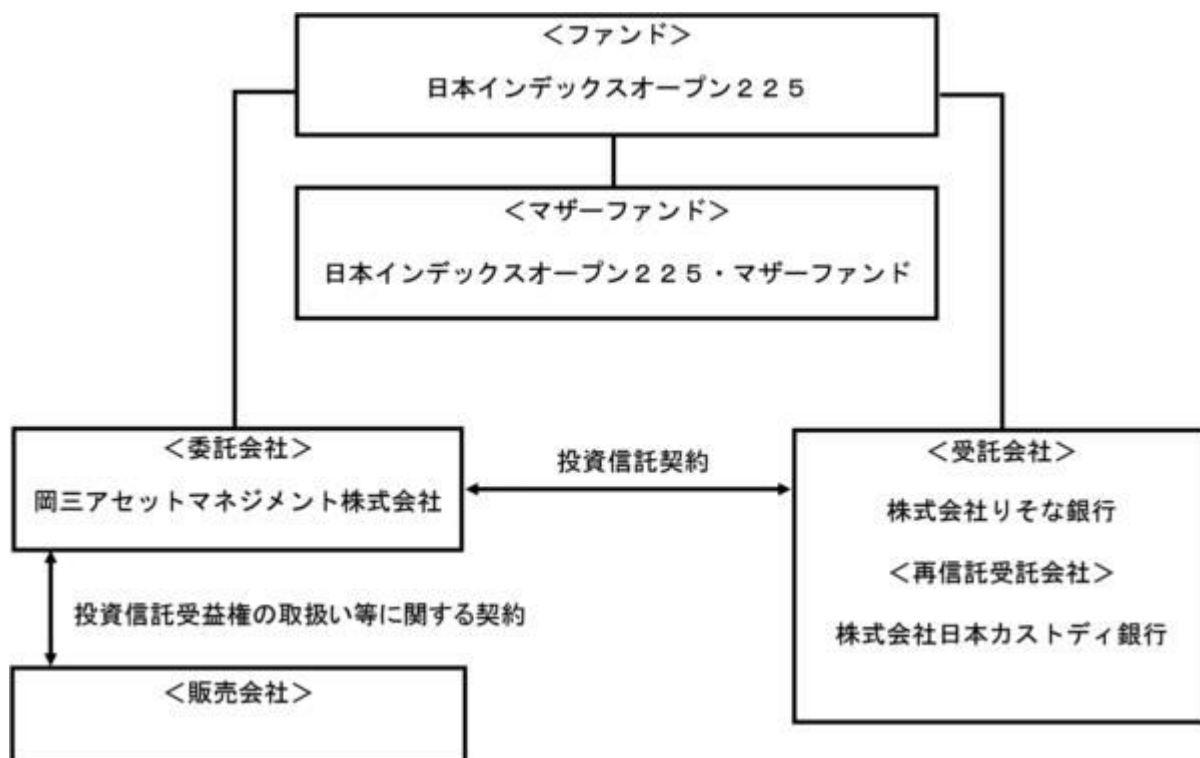 ＜ファンド＞
日本インデックスオープン２２５
＜マザーファンド＞
日本インデックスオープン２２５・マザーファンド
＜委託会社＞
岡三アセットマネジメント株式会社
投資信託契約
＜受託会社＞
株式会社りそな銀行
＜再信託受託会社＞
株式会社日本カストディ銀行
投資信託受益権の取扱い等に関する契約
＜販売会社＞